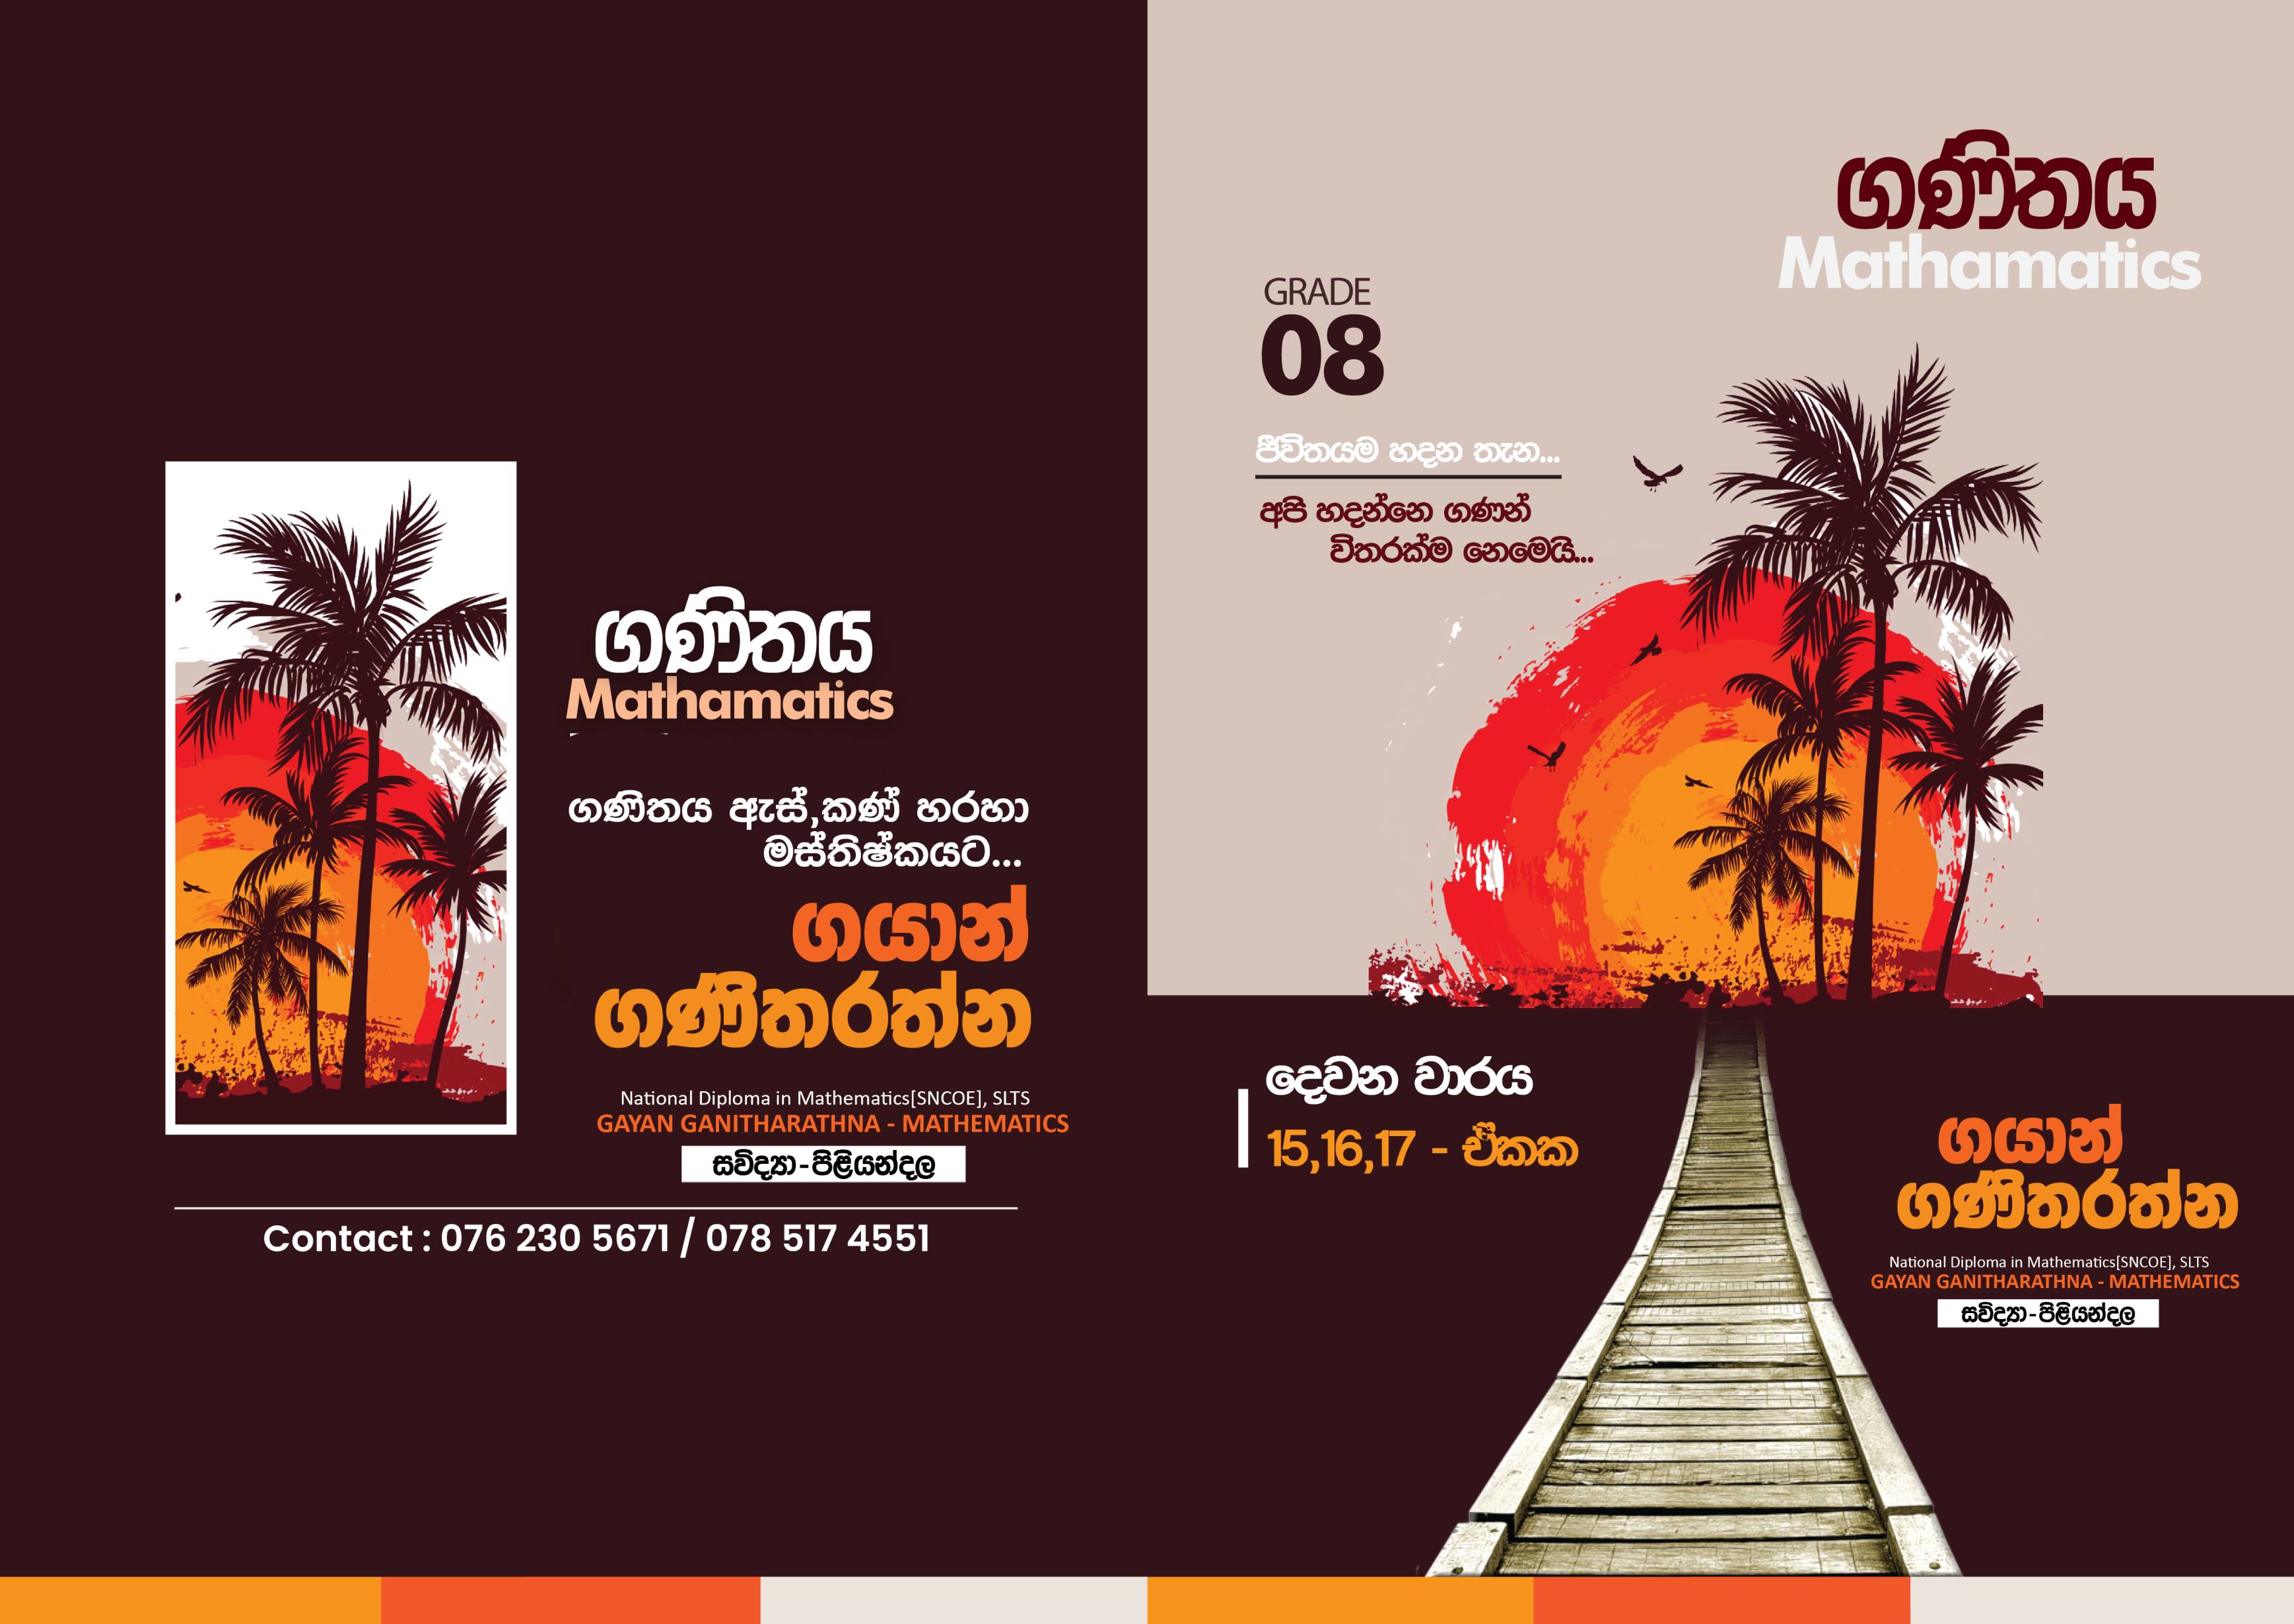 ගණිතය
Mathamatics
ගණිතය ඇස්,කණ් හරහා
මස්තිෂ්කයට...
ගයාන්
ගණිතරත්න
National Diploma in Mathematics[SNCOE], SLTS
GAYAN GANITHARATHNA - MATHEMATICS
සවිද්‍යා-පිළියන්දල
Contact : 076 230 5671 / 078 517 4551
ගණිතය
Mathamatics
GRADE
08
ජීවිතයම හදන තැන...
අපි හදන්නෙ ගණන්
විතරක්ම නෙමෙයි...
දෙවන වාරය
15,16,17 - ඒකක
ගයාන්
ගණිතරත්න
National Diploma in Mathematics[SNCOE], SLTS
GAYAN GANITHARATHNA - MATHEMATICS
සවිද්‍යා-පිළියන්දල